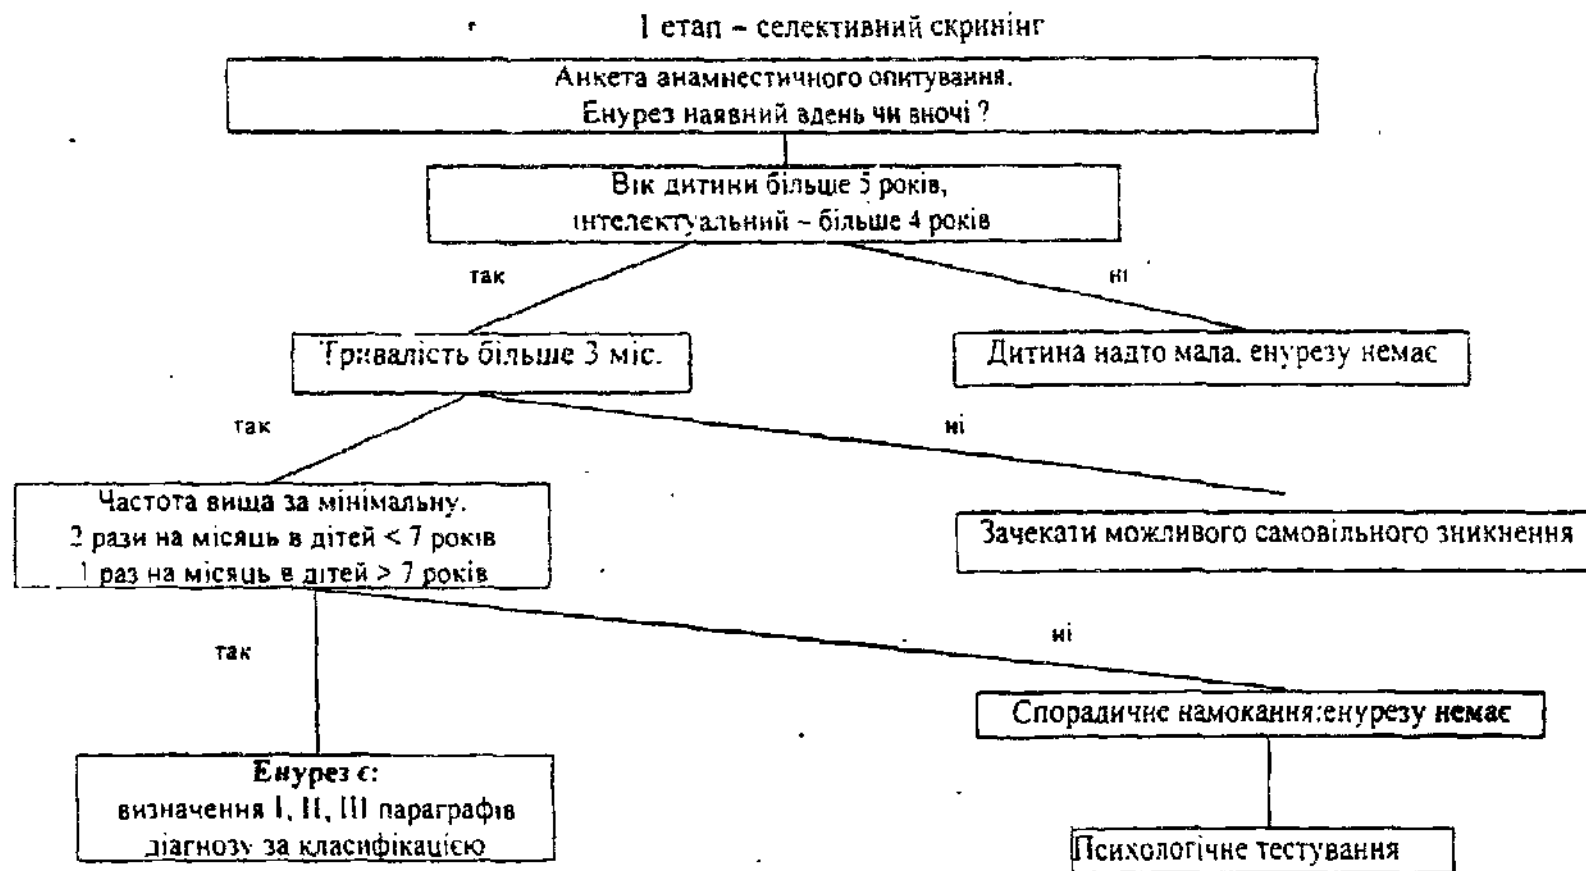 1 етап – селективний скринінг
Анкета анамнестичного опитування.
Енурез наявний вдень чи вночі ?
Вік дитини більше 5 років,
інтелектуальний – більше 4 років
так
ні
Тривалість більше 3 міс.
Дитина надто мала, енурезу немає
так
ні
Частота вища за мінімальну.
2 рази на місяць в дітей < 7 років
1 раз на місяць в дітей > 7 років
Зачекати можливого самовільного зникнення
так
ні
Спорадичне намокання:енурезу немає
Енурез є:
визначення I, II, III параграфів
діагнозу за класифікацією
Психологічне тестування